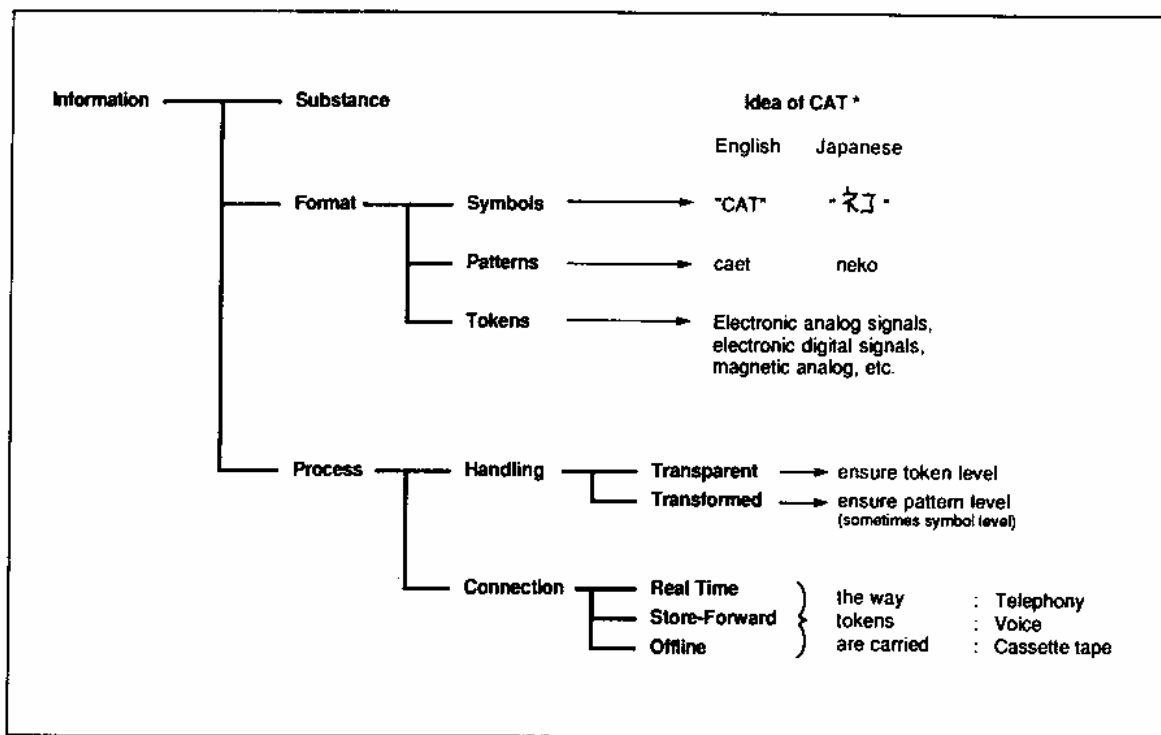 Information Substance Idea of CAT *
English Japanese
Format Symbols "CAT" "ネコ"
Patterns caet neko
Tokens Electronic analog signals,
electronic digital signals,
magnetic analog, etc.
Process Handling Transparent ensure token level
Transformed ensure pattern level
(sometimes symbol level)
Connection Real Time the way : Telephony
Store-Forward tokens : Voice
Offline are carried : Cassette tape